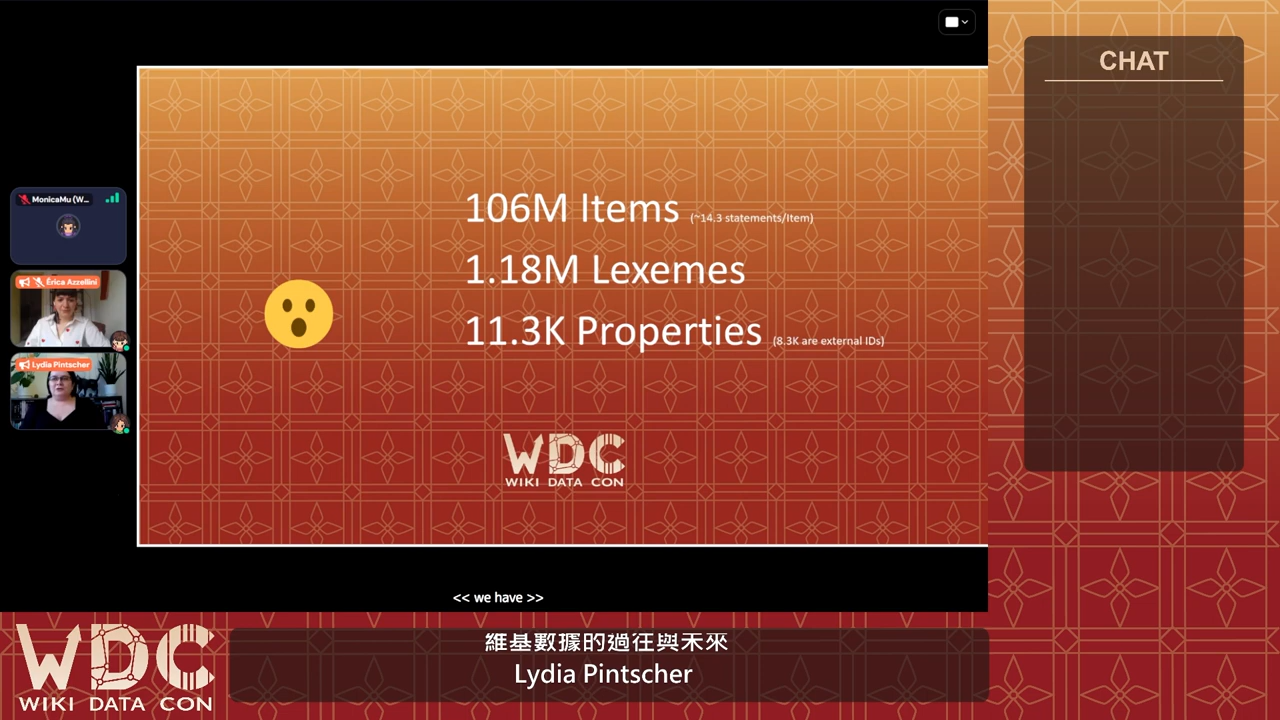 CHAT
MonicaMu (W...
Érica Azzellini
Lydia Pintscher
106M Items (~14.3 statements/Item)
1.18M Lexemes
11.3K Properties (8.3K are external IDs)
WDC
WIKI DATA CON
<< we have >>
WDC
WIKI DATA CON
維基數據的過往與未來
Lydia Pintscher